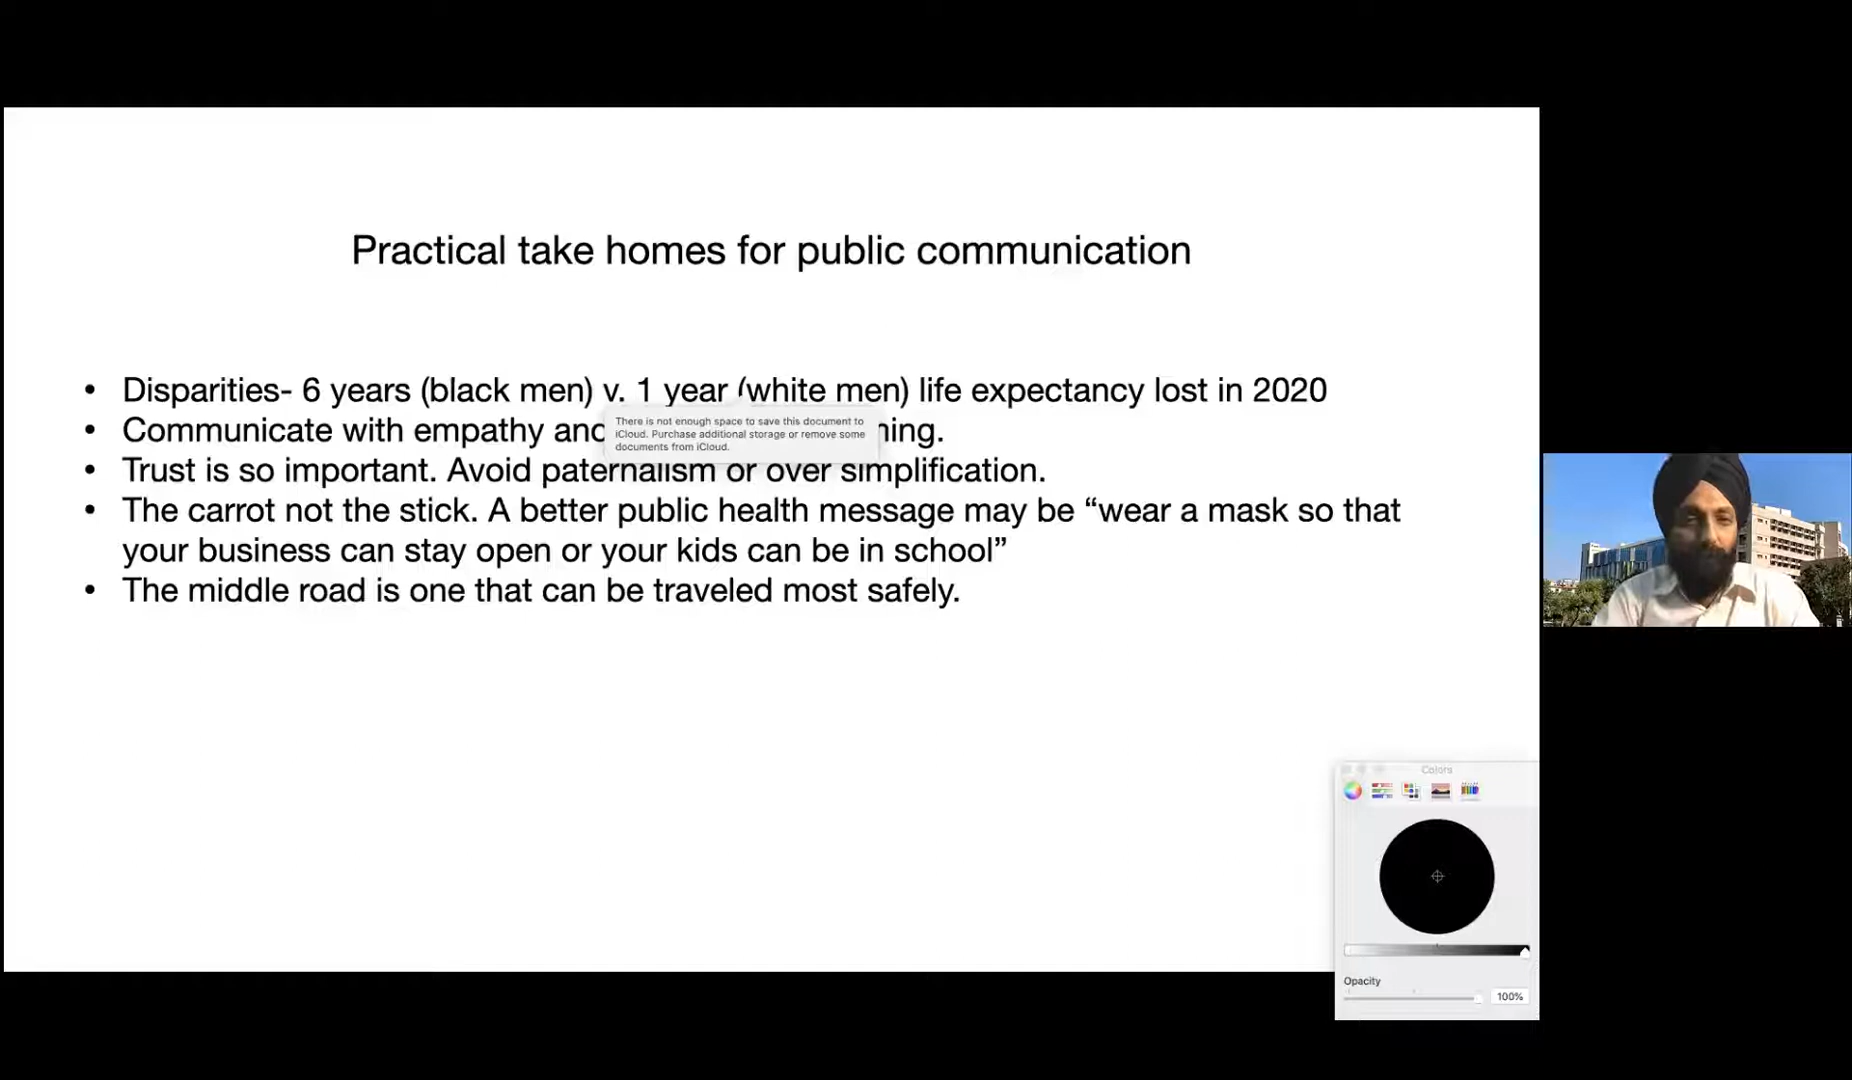 Practical take homes for public communication
• Disparities- 6 years (black men) v. 1 year (white men) life expectancy lost in 2020
• Communicate with empathy and
There is not enough space to save this document to
iCloud. Purchase additional storage or remove some
documents from iCloud.
• Trust is so important. Avoid paternalism or over simplification.
• The carrot not the stick. A better public health message may be “wear a mask so that
your business can stay open or your kids can be in school”
• The middle road is one that can be traveled most safely.
Colors
Opacity
100%